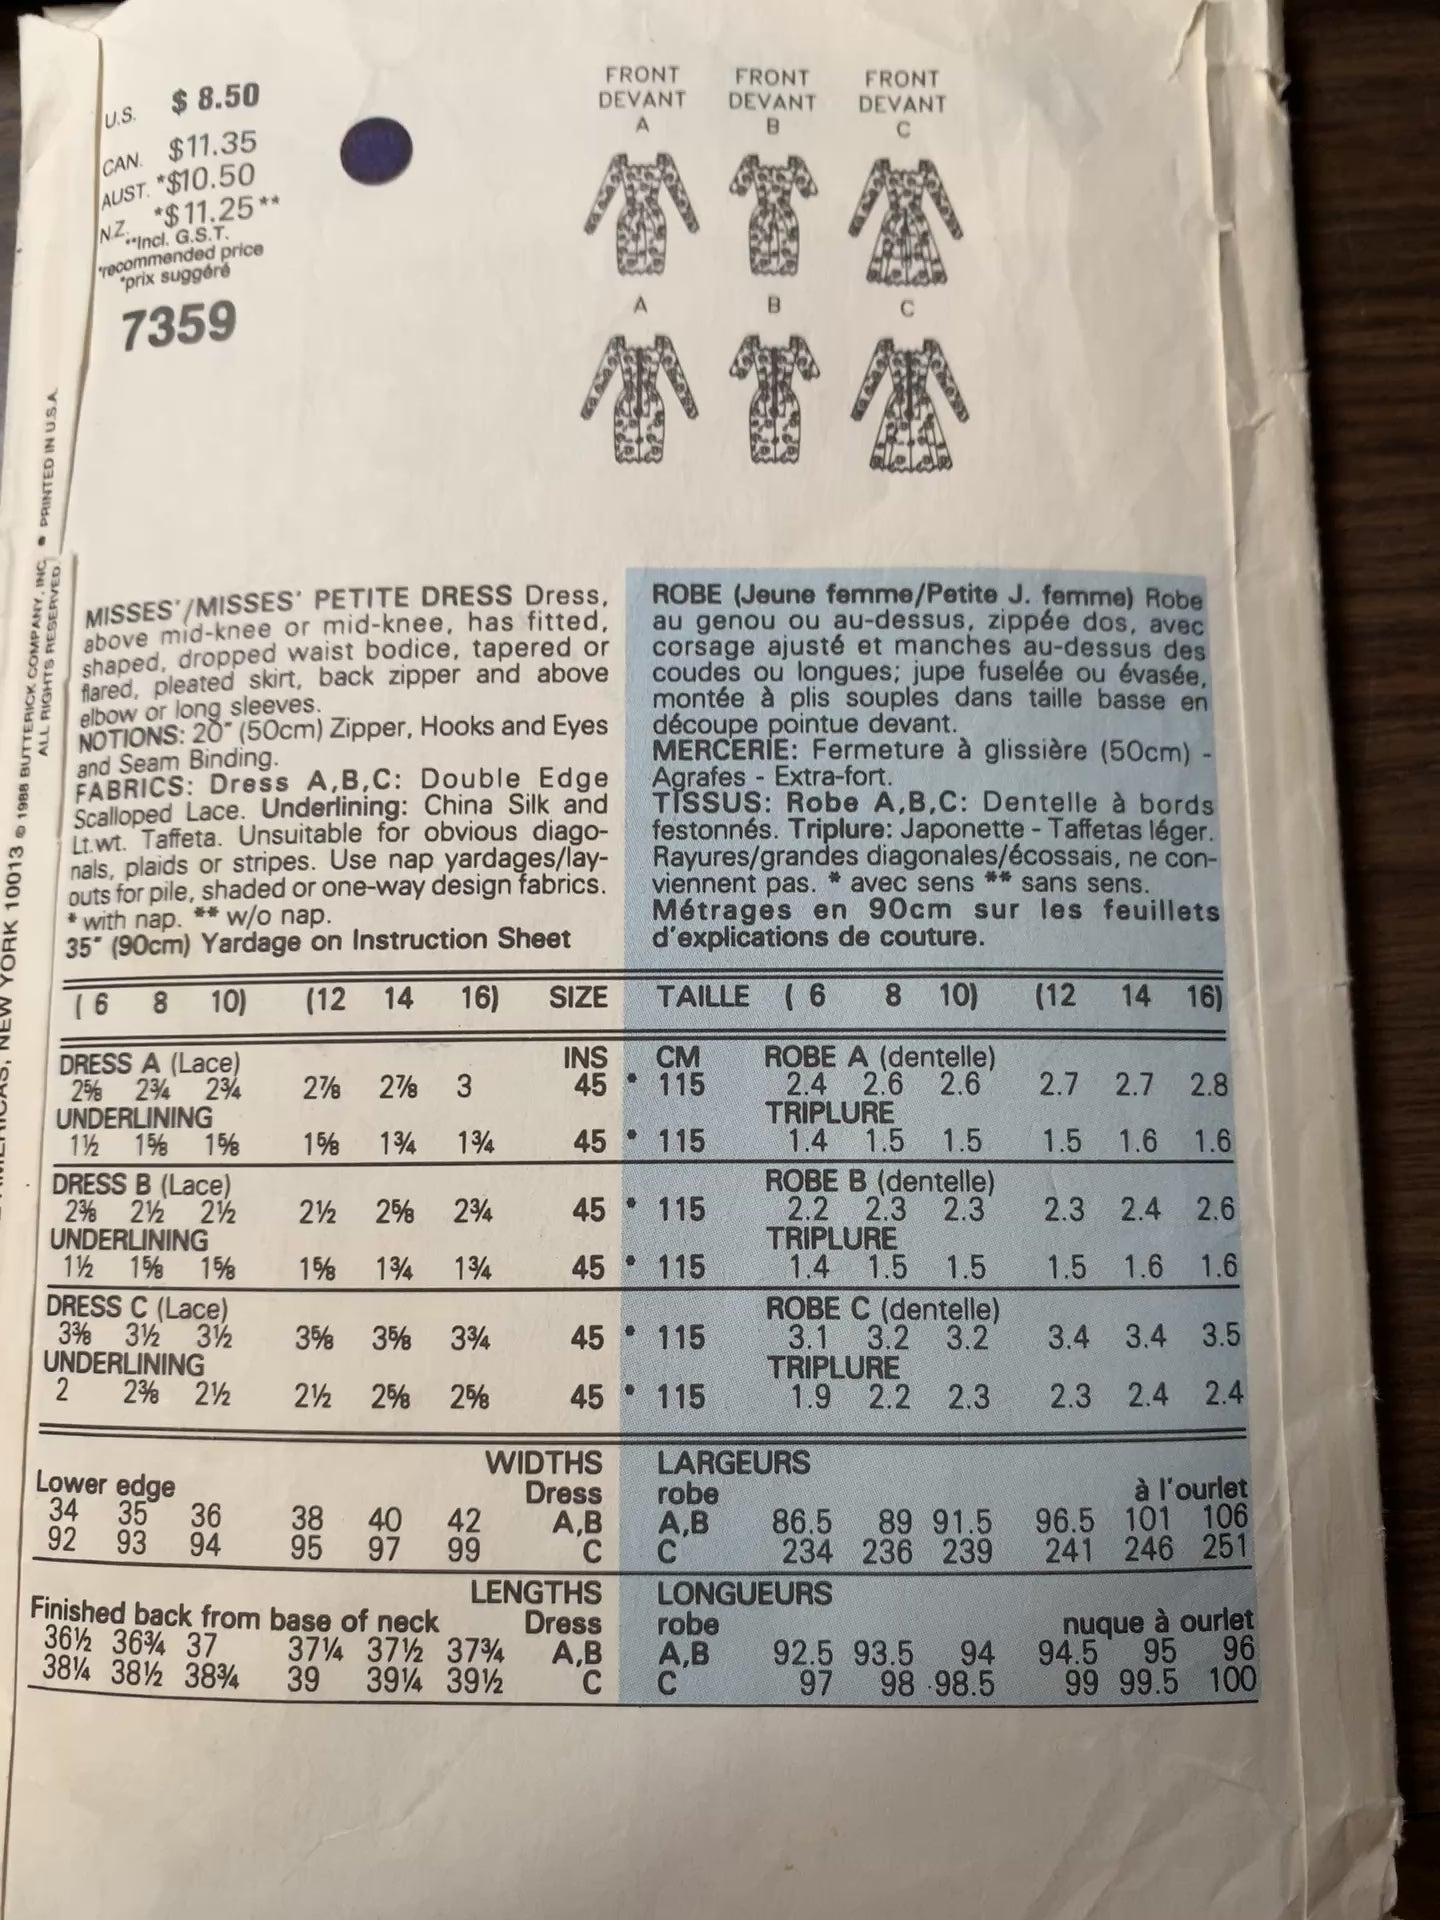 U.S. $ 8.50
CAN. $11.35
AUST. *$10.50
N.Z. *$11.25**
**Incl. G.S.T.
*recommended price
*prix suggéré
7359
FRONT FRONT FRONT
DEVANT DEVANT DEVANT
A B C
A B C
NEW YORK 10013 © 1988 BUTTERICK COMPANY, INC. • PRINTED IN U.S.A.
ALL RIGHTS RESERVED
MISSES'/MISSES' PETITE DRESS Dress,
above mid-knee or mid-knee, has fitted,
shaped, dropped waist bodice, tapered or
flared, pleated skirt, back zipper and above
elbow or long sleeves.
NOTIONS: 20" (50cm) Zipper, Hooks and Eyes
and Seam Binding.
FABRICS: Dress A,B,C: Double Edge
Scalloped Lace. Underlining: China Silk and
Lt.wt. Taffeta. Unsuitable for obvious diago-
nals, plaids or stripes. Use nap yardages/lay-
outs for pile, shaded or one-way design fabrics.
* with nap. ** w/o nap.
35" (90cm) Yardage on Instruction Sheet
ROBE (Jeune femme/Petite J. femme) Robe
au genou ou au-dessus, zippée dos, avec
corsage ajusté et manches au-dessus des
coudes ou longues; jupe fuselée ou évasée,
montée à plis souples dans taille basse en
découpe pointue devant.
MERCERIE: Fermeture à glissière (50cm) -
Agrafes - Extra-fort.
TISSUS: Robe A,B,C: Dentelle à bords
festonnés. Triplure: Japonette - Taffetas léger.
Rayures/grandes diagonales/écossais, ne con-
viennent pas. * avec sens ** sans sens.
Métrages en 90cm sur les feuillets
d'explications de couture.
( 6 8 10) (12 14 16) SIZE TAILLE ( 6 8 10) (12 14 16)
DRESS A (Lace) INS CM ROBE A (dentelle)
2⅝ 2¾ 2¾ 2⅞ 2⅞ 3 45 * 115 2.4 2.6 2.6 2.7 2.7 2.8
UNDERLINING TRIPLURE
1½ 1⅝ 1⅝ 1⅝ 1¾ 1¾ 45 * 115 1.4 1.5 1.5 1.5 1.6 1.6
DRESS B (Lace) ROBE B (dentelle)
2⅜ 2½ 2½ 2½ 2⅝ 2¾ 45 * 115 2.2 2.3 2.3 2.3 2.4 2.6
UNDERLINING TRIPLURE
1½ 1⅝ 1⅝ 1⅝ 1¾ 1¾ 45 * 115 1.4 1.5 1.5 1.5 1.6 1.6
DRESS C (Lace) ROBE C (dentelle)
3⅜ 3½ 3½ 3⅝ 3⅝ 3¾ 45 * 115 3.1 3.2 3.2 3.4 3.4 3.5
UNDERLINING TRIPLURE
2 2⅜ 2½ 2½ 2⅝ 2⅝ 45 * 115 1.9 2.2 2.3 2.3 2.4 2.4
WIDTHS LARGEURS
Lower edge Dress robe à l'ourlet
34 35 36 38 40 42 A,B A,B 86.5 89 91.5 96.5 101 106
92 93 94 95 97 99 C C 234 236 239 241 246 251
LENGTHS LONGUEURS
Finished back from base of neck Dress robe nuque à ourlet
36½ 36¾ 37 37¼ 37½ 37¾ A,B A,B 92.5 93.5 94 94.5 95 96
38¼ 38½ 38¾ 39 39¼ 39½ C C 97 98 98.5 99 99.5 100